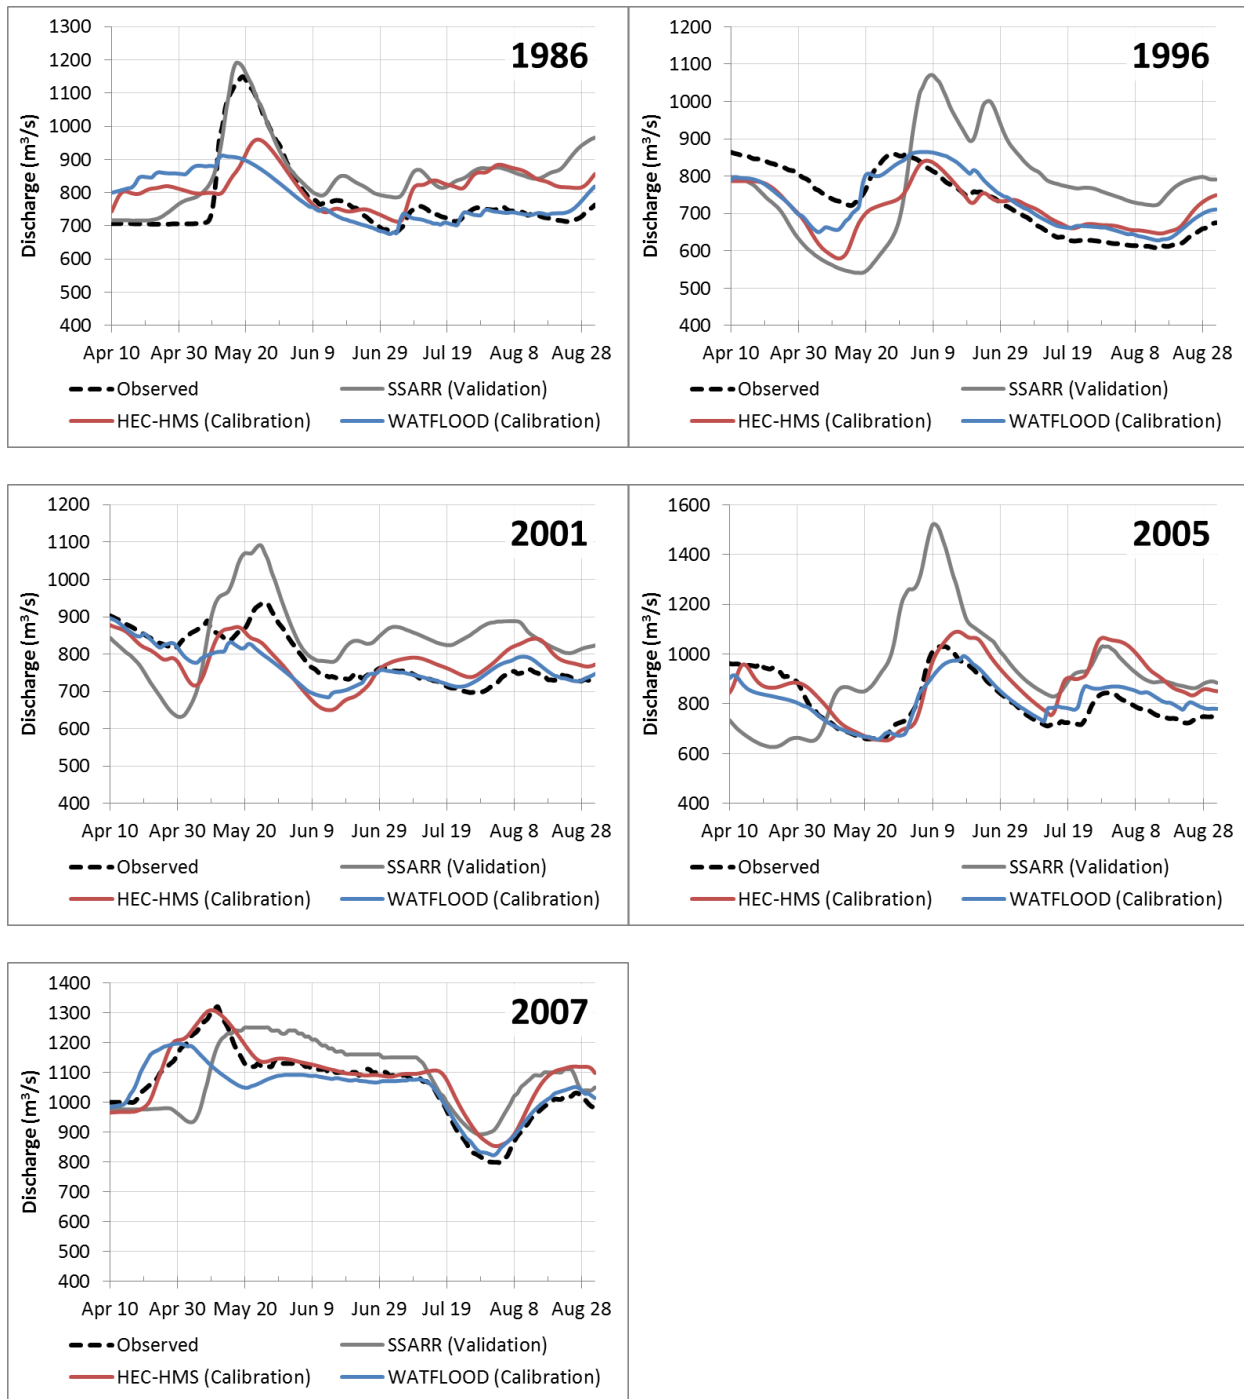 1986
Discharge (m³/s)
1300
1200
1100
1000
900
800
700
600
500
400
Apr 10 Apr 30 May 20 Jun 9 Jun 29 Jul 19 Aug 8 Aug 28
Observed SSARR (Validation)
HEC-HMS (Calibration) WATFLOOD (Calibration)
1996
Discharge (m³/s)
1200
1100
1000
900
800
700
600
500
400
Apr 10 Apr 30 May 20 Jun 9 Jun 29 Jul 19 Aug 8 Aug 28
Observed SSARR (Validation)
HEC-HMS (Calibration) WATFLOOD (Calibration)
2001
Discharge (m³/s)
1200
1100
1000
900
800
700
600
500
400
Apr 10 Apr 30 May 20 Jun 9 Jun 29 Jul 19 Aug 8 Aug 28
Observed SSARR (Validation)
HEC-HMS (Calibration) WATFLOOD (Calibration)
2005
Discharge (m³/s)
1600
1400
1200
1000
800
600
400
Apr 10 Apr 30 May 20 Jun 9 Jun 29 Jul 19 Aug 8 Aug 28
Observed SSARR (Validation)
HEC-HMS (Calibration) WATFLOOD (Calibration)
2007
Discharge (m³/s)
1400
1300
1200
1100
1000
900
800
700
600
500
400
Apr 10 Apr 30 May 20 Jun 9 Jun 29 Jul 19 Aug 8 Aug 28
Observed SSARR (Validation)
HEC-HMS (Calibration) WATFLOOD (Calibration)